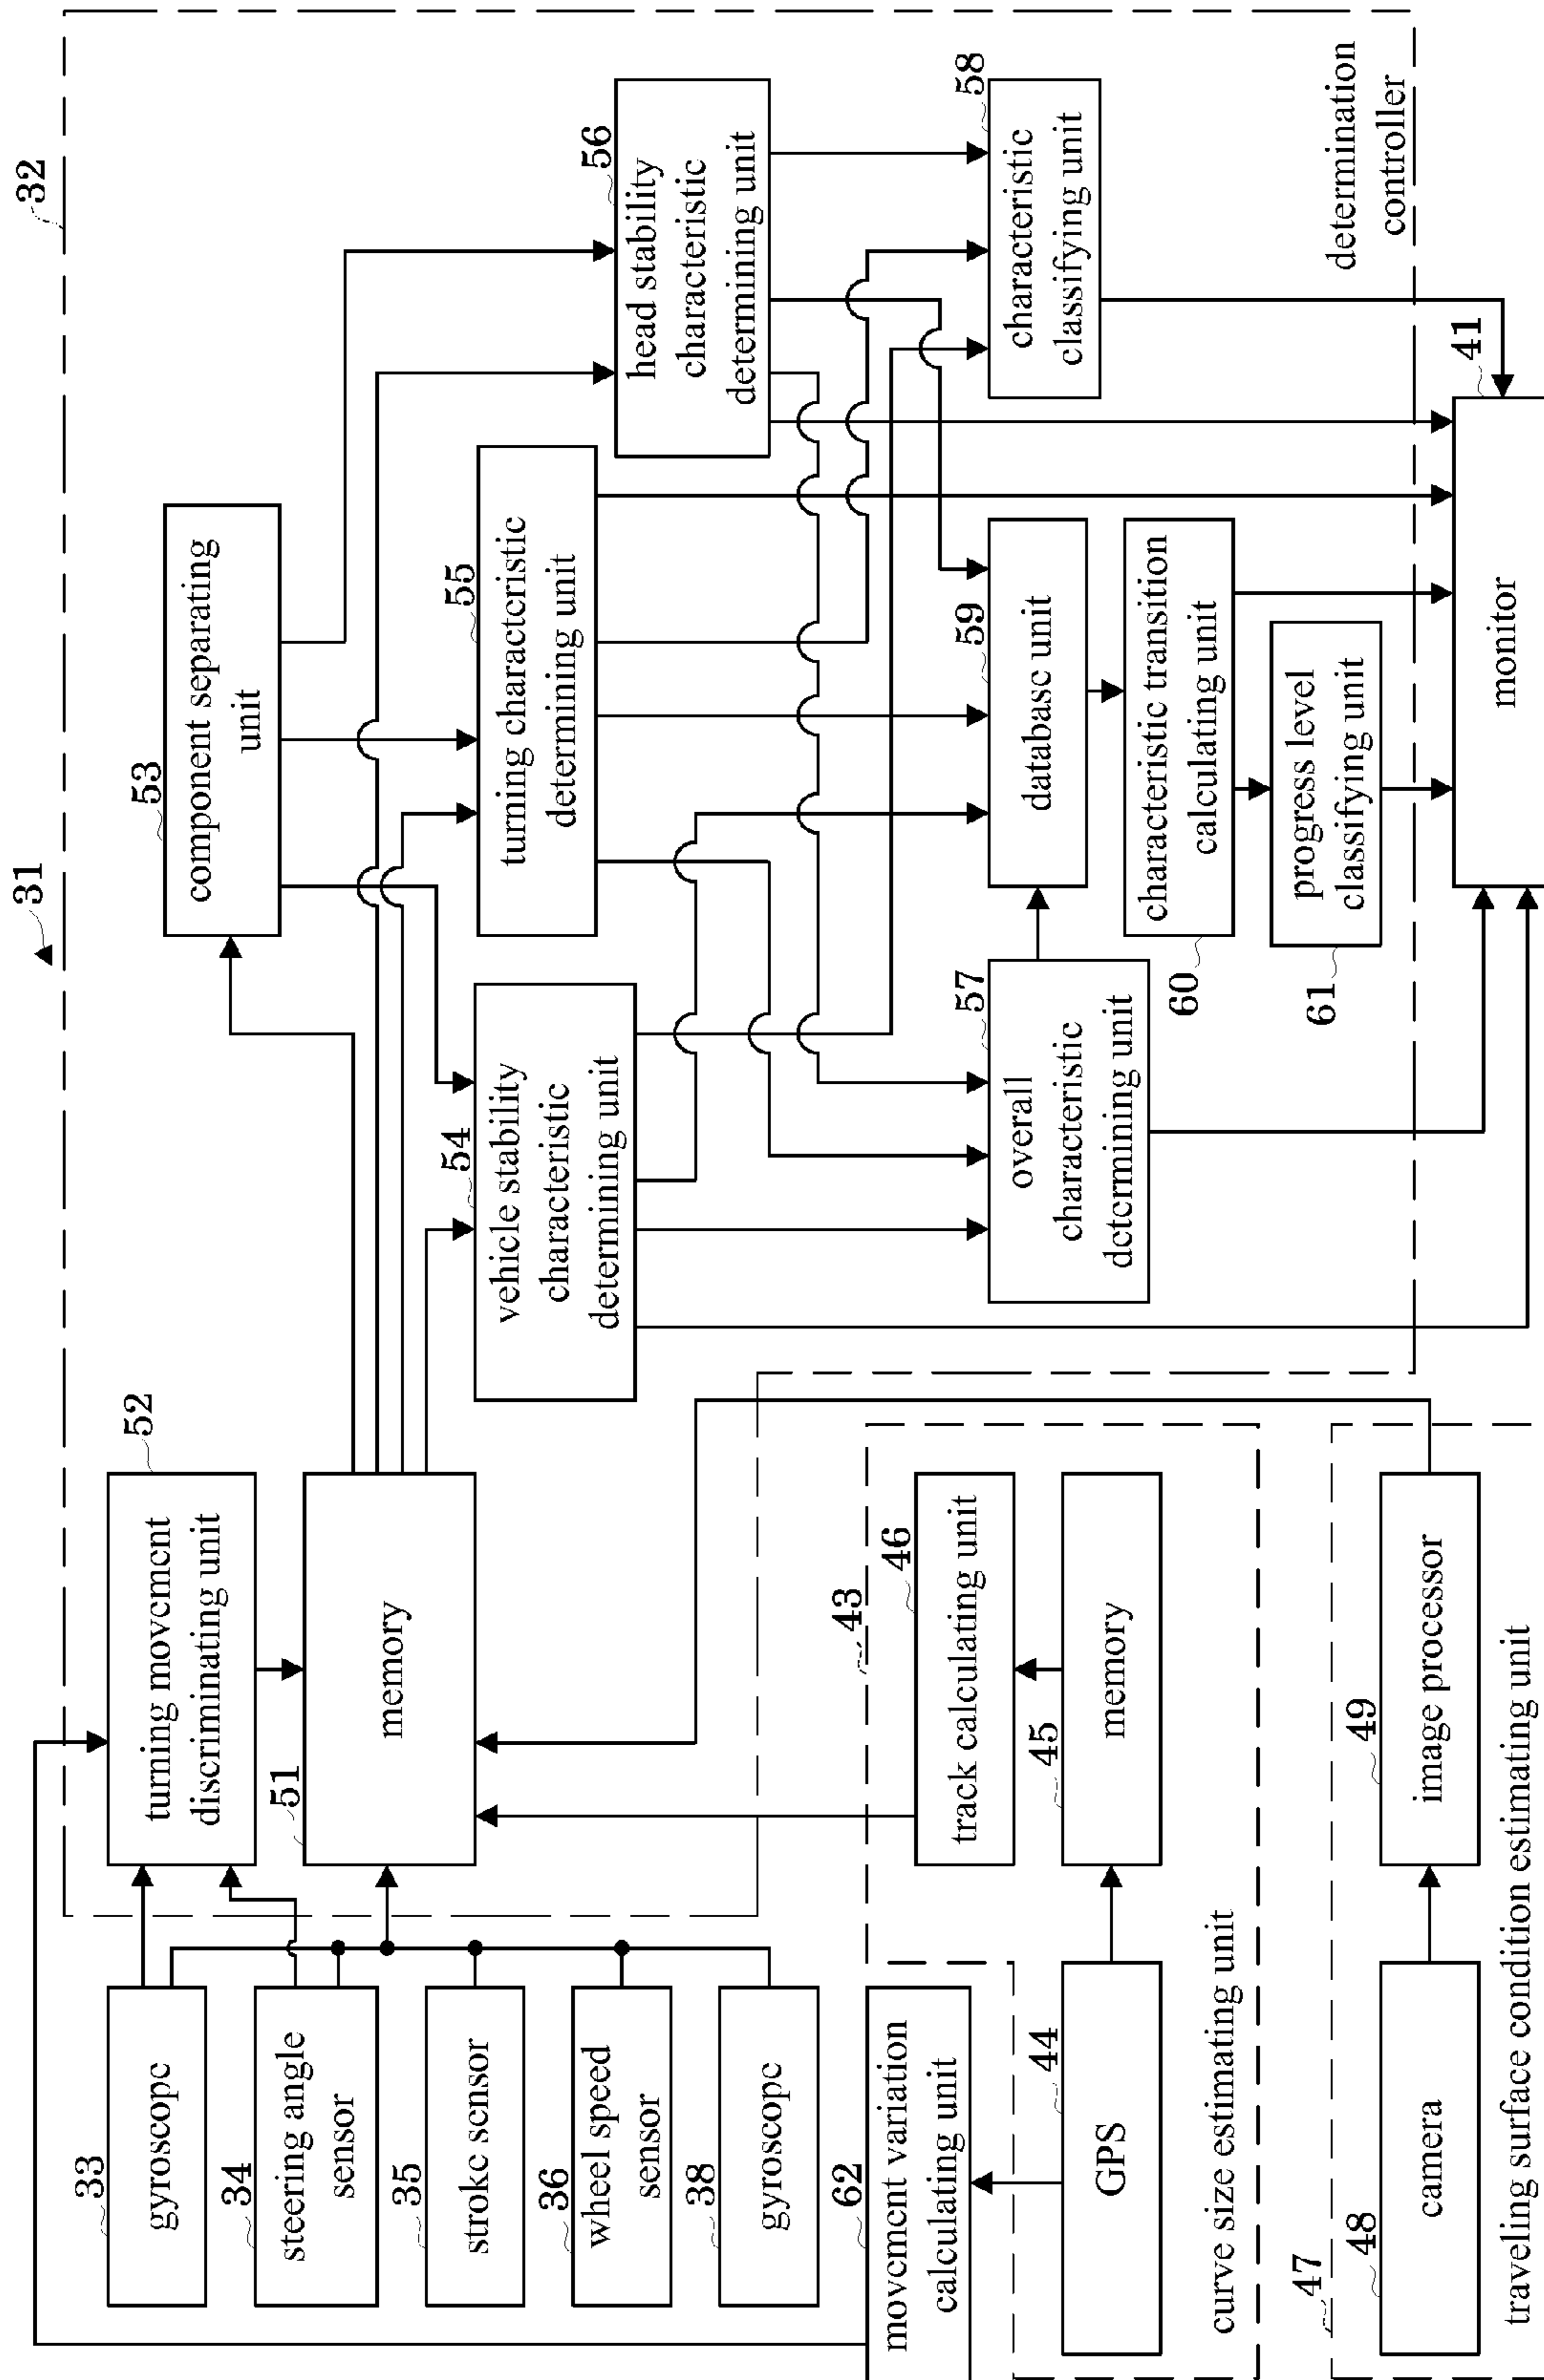 31
32
33
gyroscope
34
steering angle
sensor
35
stroke sensor
36
wheel speed
sensor
38
gyroscope
62
movement variation
calculating unit
52
turning movement
discriminating unit
51
memory
43
46
track calculating unit
45
memory
44
GPS
curve size estimating unit
47
48
camera
49
image processor
traveling surface condition estimating unit
53
component separating
unit
54
vehicle stability
characteristic
determining unit
55
turning characteristic
determining unit
56
head stability
characteristic
determining unit
57
overall
characteristic
determining unit
59
database unit
58
characteristic
classifying unit
60
characteristic transition
calculating unit
61
progress level
classifying unit
determination
controller
41
monitor